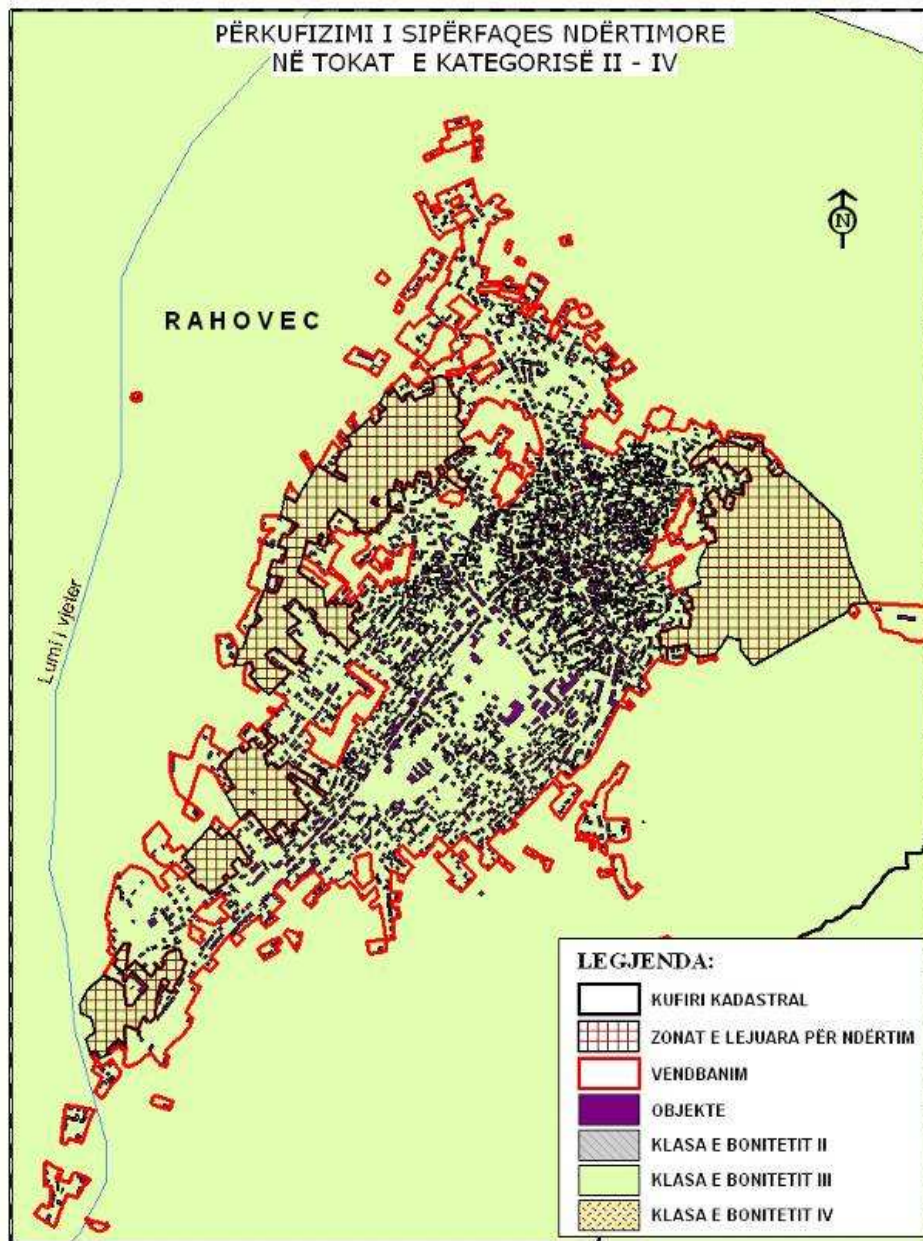 PËRKUFIZIMI I SIPËRFAQES NDËRTIMORE
NË TOKAT E KATEGORISË II - IV
N
RAHOVEC
Lumi i vjeter
LEGJENDA:
KUFIRI KADASTRAL
ZONAT E LEJUARA PËR NDËRTIM
VENDBANIM
OBJEKTE
KLASA E BONITETIT II
KLASA E BONITETIT III
KLASA E BONITETIT IV